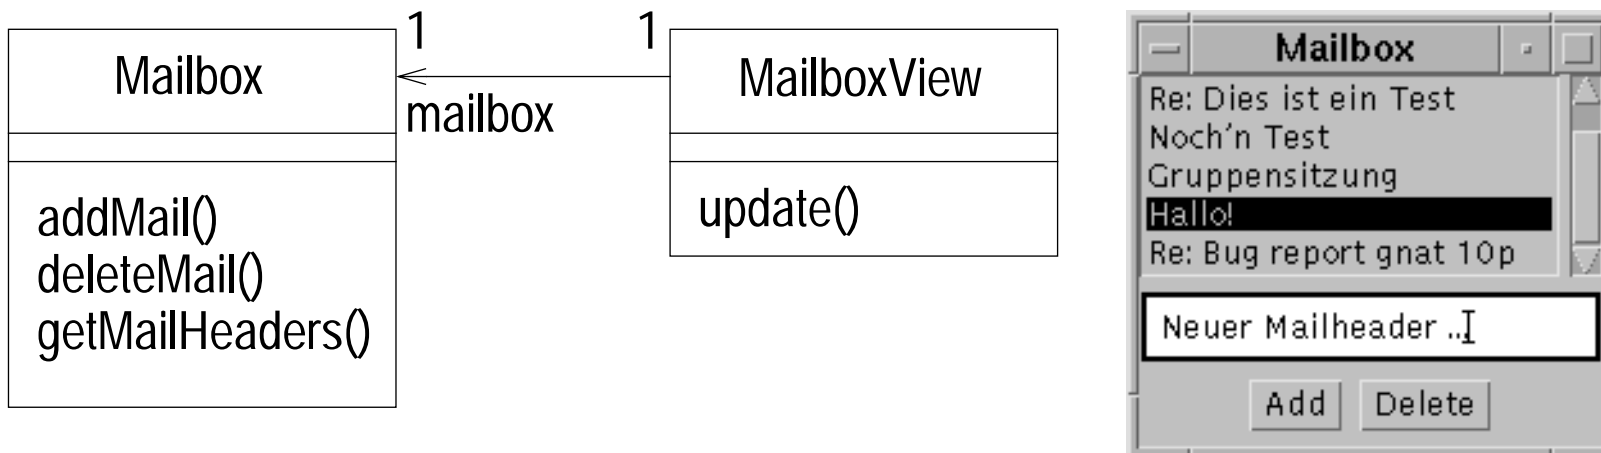 1
1
Mailbox
mailbox
addMail()
deleteMail()
getMailHeaders()
MailboxView
update()
Mailbox
Re: Dies ist ein Test
Noch'n Test
Gruppensitzung
Hallo!
Re: Bug report gnat 10p
Neuer Mailheader ..
Add
Delete